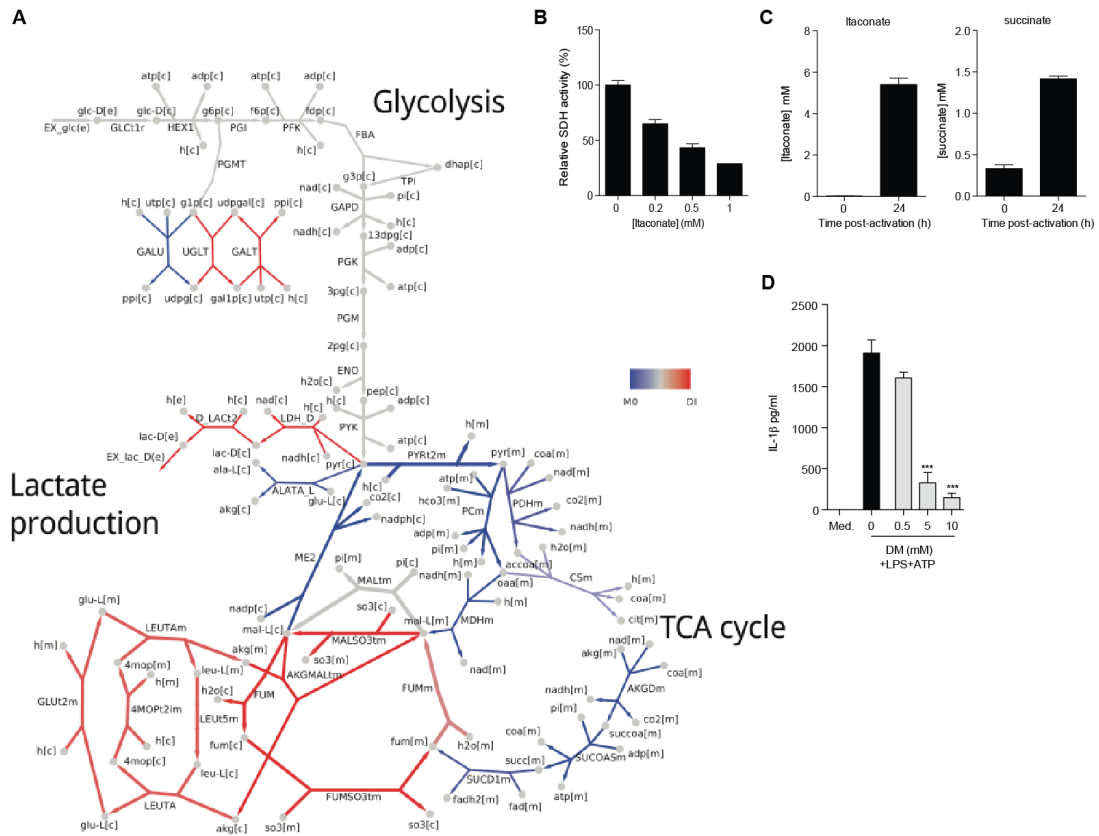 A
B
C
Itaconate
succinate
Relative SDH activity (%)
150
100
50
0
0
0.2
0.5
1
[Itaconate] (mM)
[Itaconate] mM
8
6
4
2
0
0
24
Time post-activation (h)
[succinate] mM
2.0
1.5
1.0
0.5
0.0
0
24
Time post-activation (h)
Glycolysis
atp[c]
adp[c]
atp[c]
adp[c]
glc-D[e]
glc-D[c]
g6p[c]
f6p[c]
fdp[c]
EX_glc(e)
GLCt1r
HEX1
PGI
PFK
FBA
h[c]
h[c]
PGMT
dhap[c]
TPI
g3p[c]
nad[c]
pi[c]
GAPD
h[c]
nadh[c]
13dpg[c]
adp[c]
PGK
atp[c]
3pg[c]
PGM
2pg[c]
ENO
h2o[c]
pep[c]
h[c]
adp[c]
PYK
atp[c]
h[c]
utp[c]
g1p[c]
udpgal[c]
ppi[c]
GALU
UGLT
GALT
ppi[c]
udpg[c]
gal1p[c]
utp[c]
h[c]
M0
DI
D
IL-1β pg/ml
2500
2000
1500
1000
500
0
***
***
Med.
0
0.5
5
10
DM (mM)
+LPS+ATP
h[e]
h[c]
nad[c]
h[c]
D_LACt2
LDH_D
lac-D[e]
EX_lac_D(e)
lac-D[c]
nadh[c]
pyr[c]
ala-L[c]
ALATA_L
akg[c]
glu-L[c]
Lactate
production
h[m]
PYRt2m
pyr[m]
h[c]
co2[c]
nadph[c]
ME2
nadp[c]
mal-L[c]
atp[m]
hco3[m]
PCm
adp[m]
pi[m]
h[m]
coa[m]
nad[m]
PDHm
co2[m]
nadh[m]
h2o[m]
accoa[m]
oaa[m]
CSm
h[m]
coa[m]
cit[m]
nadh[m]
h[m]
MDHm
nad[m]
TCA cycle
pi[m]
pi[c]
MALtm
so3[c]
mal-L[m]
MALSO3tm
so3[m]
akg[m]
AKGMALtm
h2o[c]
FUM
LEUt5m
fum[c]
FUMm
fum[m]
h2o[m]
FUMSO3tm
so3[m]
so3[c]
nad[m]
akg[m]
coa[m]
AKGDm
nadh[m]
co2[m]
pi[m]
succoa[m]
coa[m]
adp[m]
SUCOASm
succ[m]
atp[m]
SUCD1m
fadh2[m]
fad[m]
glu-L[m]
h[m]
LEUTAm
4mop[m]
h[m]
leu-L[m]
GLUt2m
4MOPt2im
h[c]
h[c]
4mop[c]
leu-L[c]
LEUTA
glu-L[c]
akg[c]